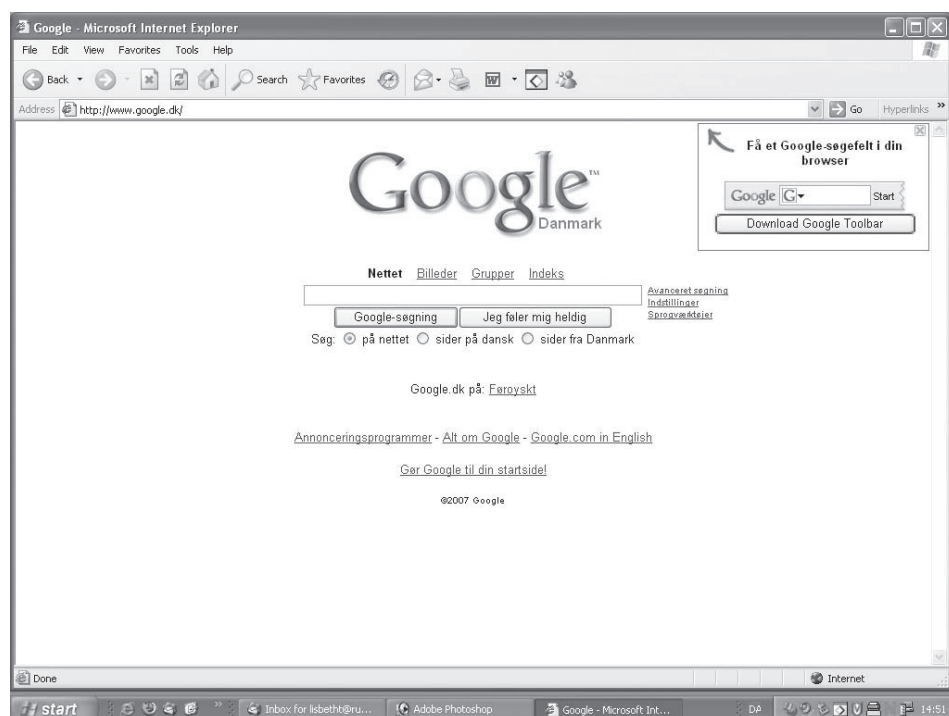 Google - Microsoft Internet Explorer
File Edit View Favorites Tools Help
Back Search Favorites
Address http://www.google.dk/ Go Hyperlinks »
Få et Google-søgefelt i din
browser
Google G Start
Download Google Toolbar
Google™
Danmark
Nettet Billeder Grupper Indeks
Avanceret søgning
Indstillinger
Sprogværktøjer
Google-søgning Jeg føler mig heldig
Søg: på nettet sider på dansk sider fra Danmark
Google.dk på: Føroyskt
Annonceringsprogrammer - Alt om Google - Google.com in English
Gør Google til din startside!
©2007 Google
Done Internet
start » Inbox for lisbetht@ru... Adobe Photoshop Google - Microsoft Int... DA 14:51